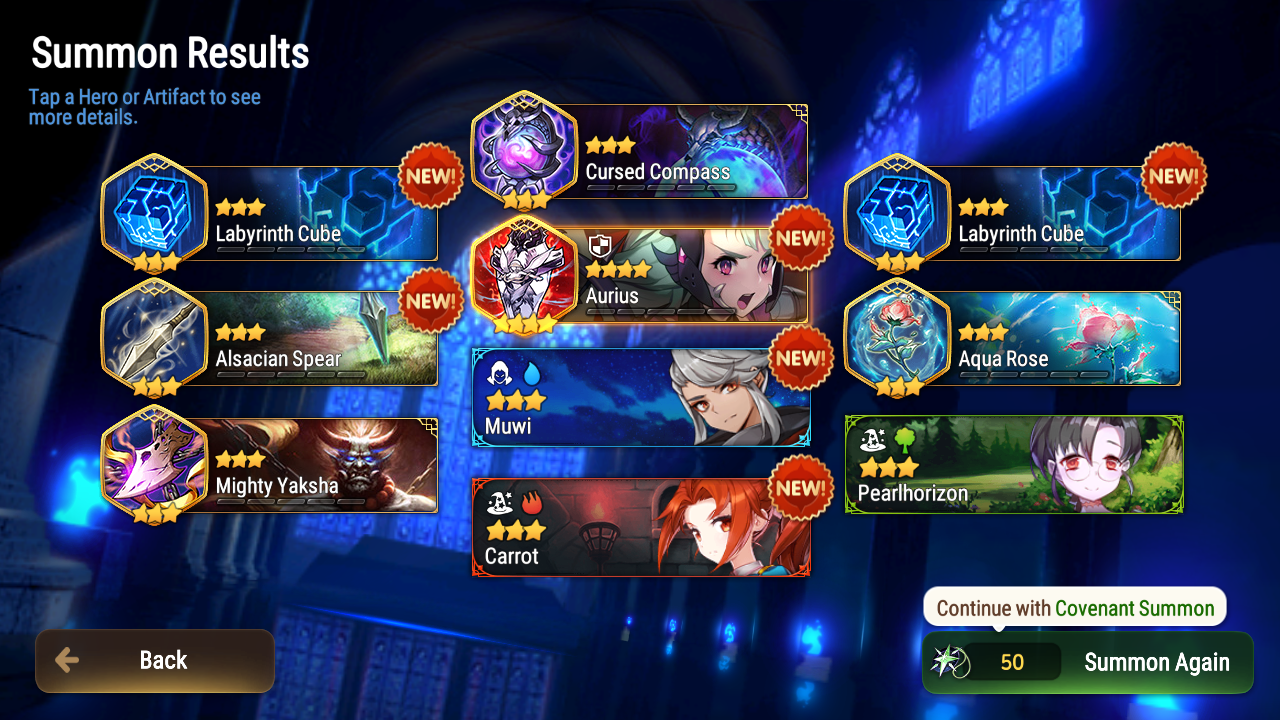 Summon Results
Tap a Hero or Artifact to see
more details.
NEW!
Labyrinth Cube
NEW!
Alsacian Spear
Mighty Yaksha
Cursed Compass
NEW!
Aurius
NEW!
Muwi
NEW!
Carrot
NEW!
Labyrinth Cube
Aqua Rose
Pearlhorizon
Continue with Covenant Summon
Back
50
Summon Again